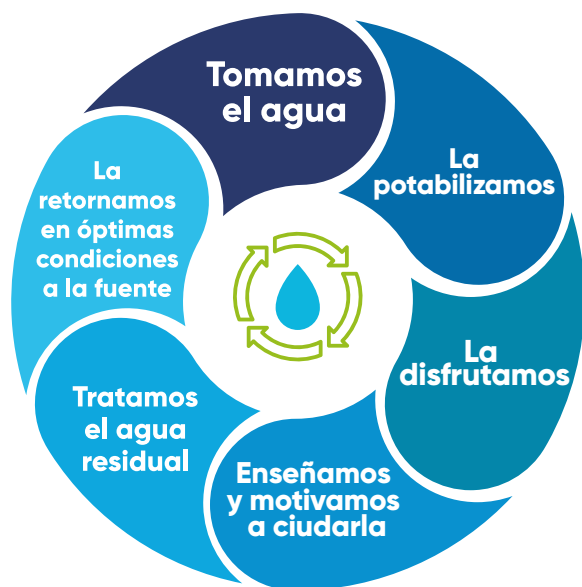 Tomamos
el agua
La
potabilizamos
La
disfrutamos
Enseñamos
y motivamos
a ciudarla
Tratamos
el agua
residual
La
retornamos
en óptimas
condiciones
a la fuente